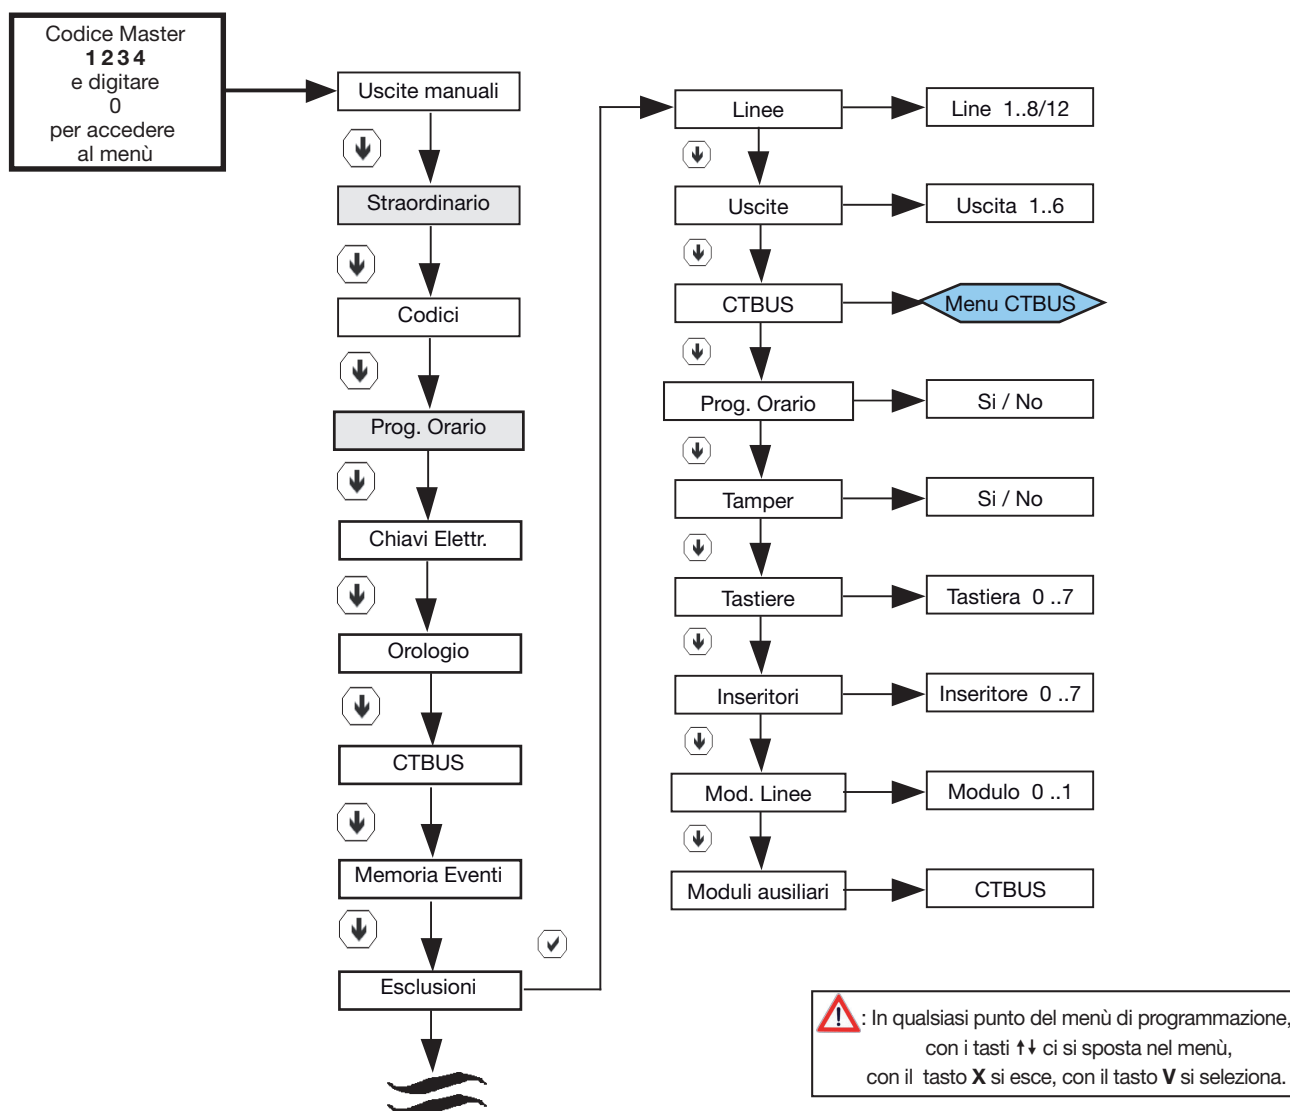 Codice Master
1 2 3 4
e digitare
0
per accedere
al menù
Uscite manuali
Straordinario
Codici
Prog. Orario
Chiavi Elettr.
Orologio
CTBUS
Memoria Eventi
Esclusioni
Linee
Line 1..8/12
Uscite
Uscita 1..6
CTBUS
Menu CTBUS
Prog. Orario
Si / No
Tamper
Si / No
Tastiere
Tastiera 0 ..7
Inseritori
Inseritore 0 ..7
Mod. Linee
Modulo 0 ..1
Moduli ausiliari
CTBUS
: In qualsiasi punto del menù di programmazione,
con i tasti ↑↓ ci si sposta nel menù,
con il tasto X si esce, con il tasto V si seleziona.